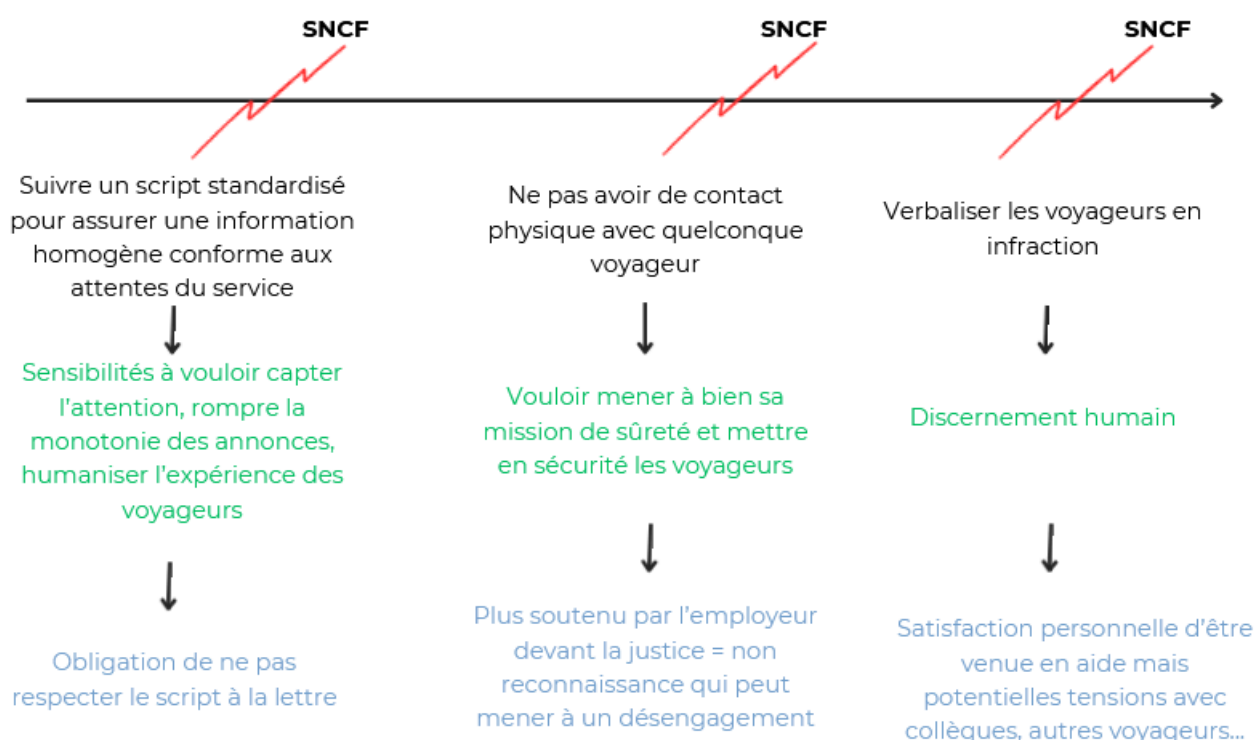 SNCF
SNCF
SNCF
Suivre un script standardisé
pour assurer une information
homogène conforme aux
attentes du service
Sensibilités à vouloir capter
l'attention, rompre la
monotonie des annonces,
humaniser l'expérience des
voyageurs
Obligation de ne pas
respecter le script à la lettre
Ne pas avoir de contact
physique avec quelconque
voyageur
Vouloir mener à bien sa
mission de sûreté et mettre
en sécurité les voyageurs
Plus soutenu par l'employeur
devant la justice = non
reconnaissance qui peut
mener à un désengagement
Verbaliser les voyageurs en
infraction
Discernement humain
Satisfaction personnelle d'être
venue en aide mais
potentielles tensions avec
collègues, autres voyageurs...